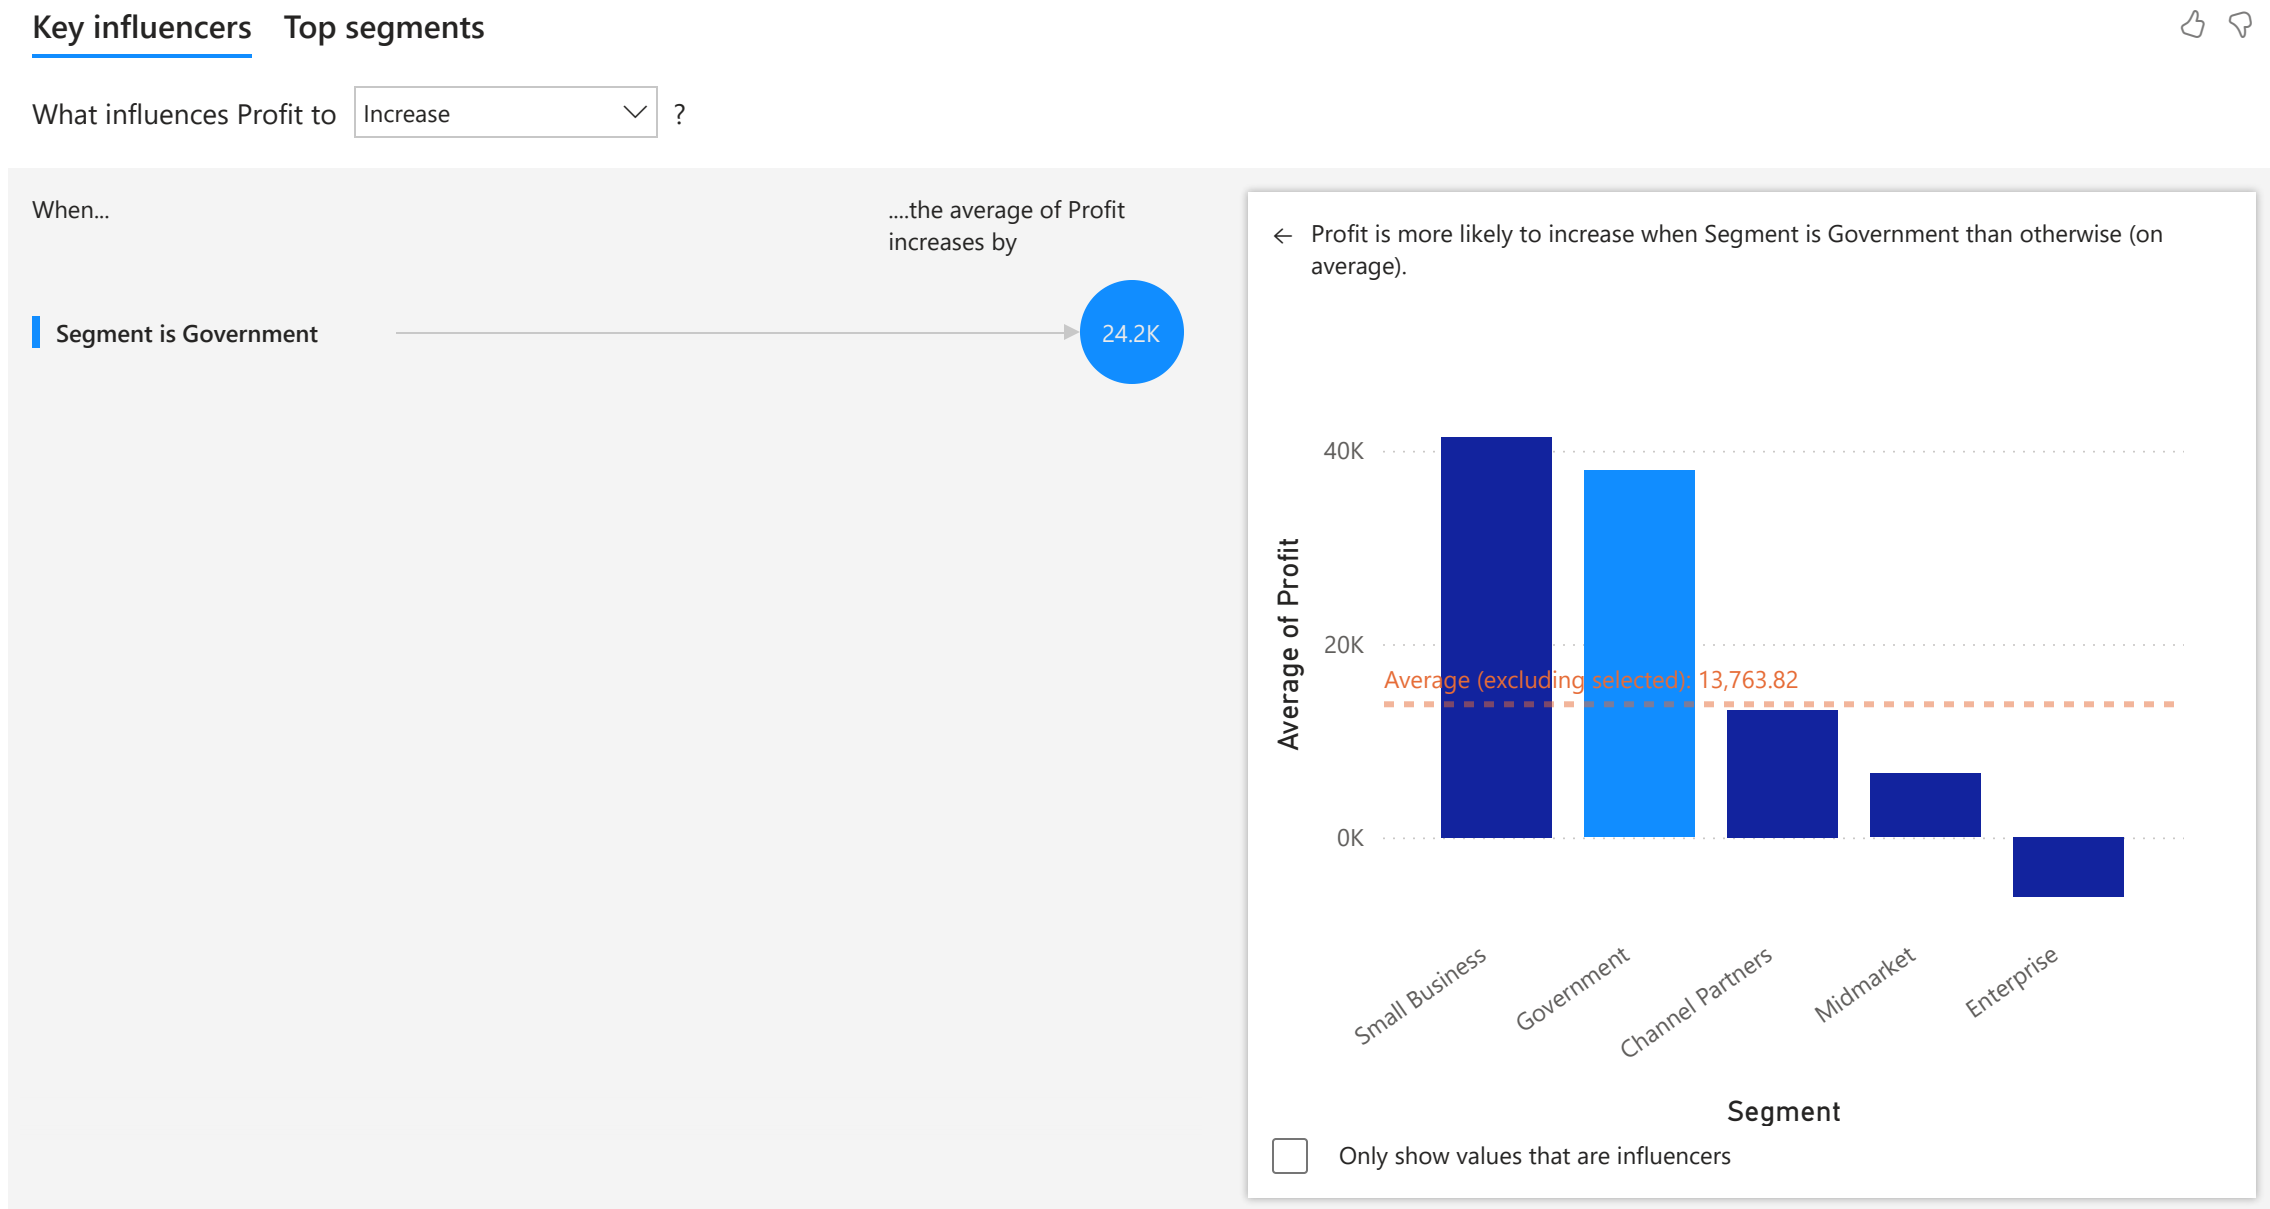 Key influencers Top segments
What influences Profit to Increase ?
When...
....the average of Profit
increases by
Segment is Government
24.2K
Profit is more likely to increase when Segment is Government than otherwise (on
average).
Average of Profit
40K
20K
0K
Average (excluding selected): 13,763.82
Small Business
Government
Channel Partners
Midmarket
Enterprise
Segment
Only show values that are influencers